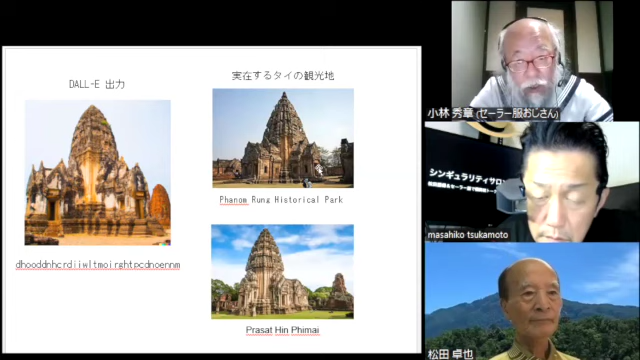 DALL-E 出力
実在するタイの観光地
dhooddnhcrdiiwltmoirghtpcdnoennm
Phanom Rung Historical Park
Prasat Hin Phimai
小林 秀章 (セーラー服おじさん)
シンギュラリティサロン
masahiko tsukamoto
松田 卓也